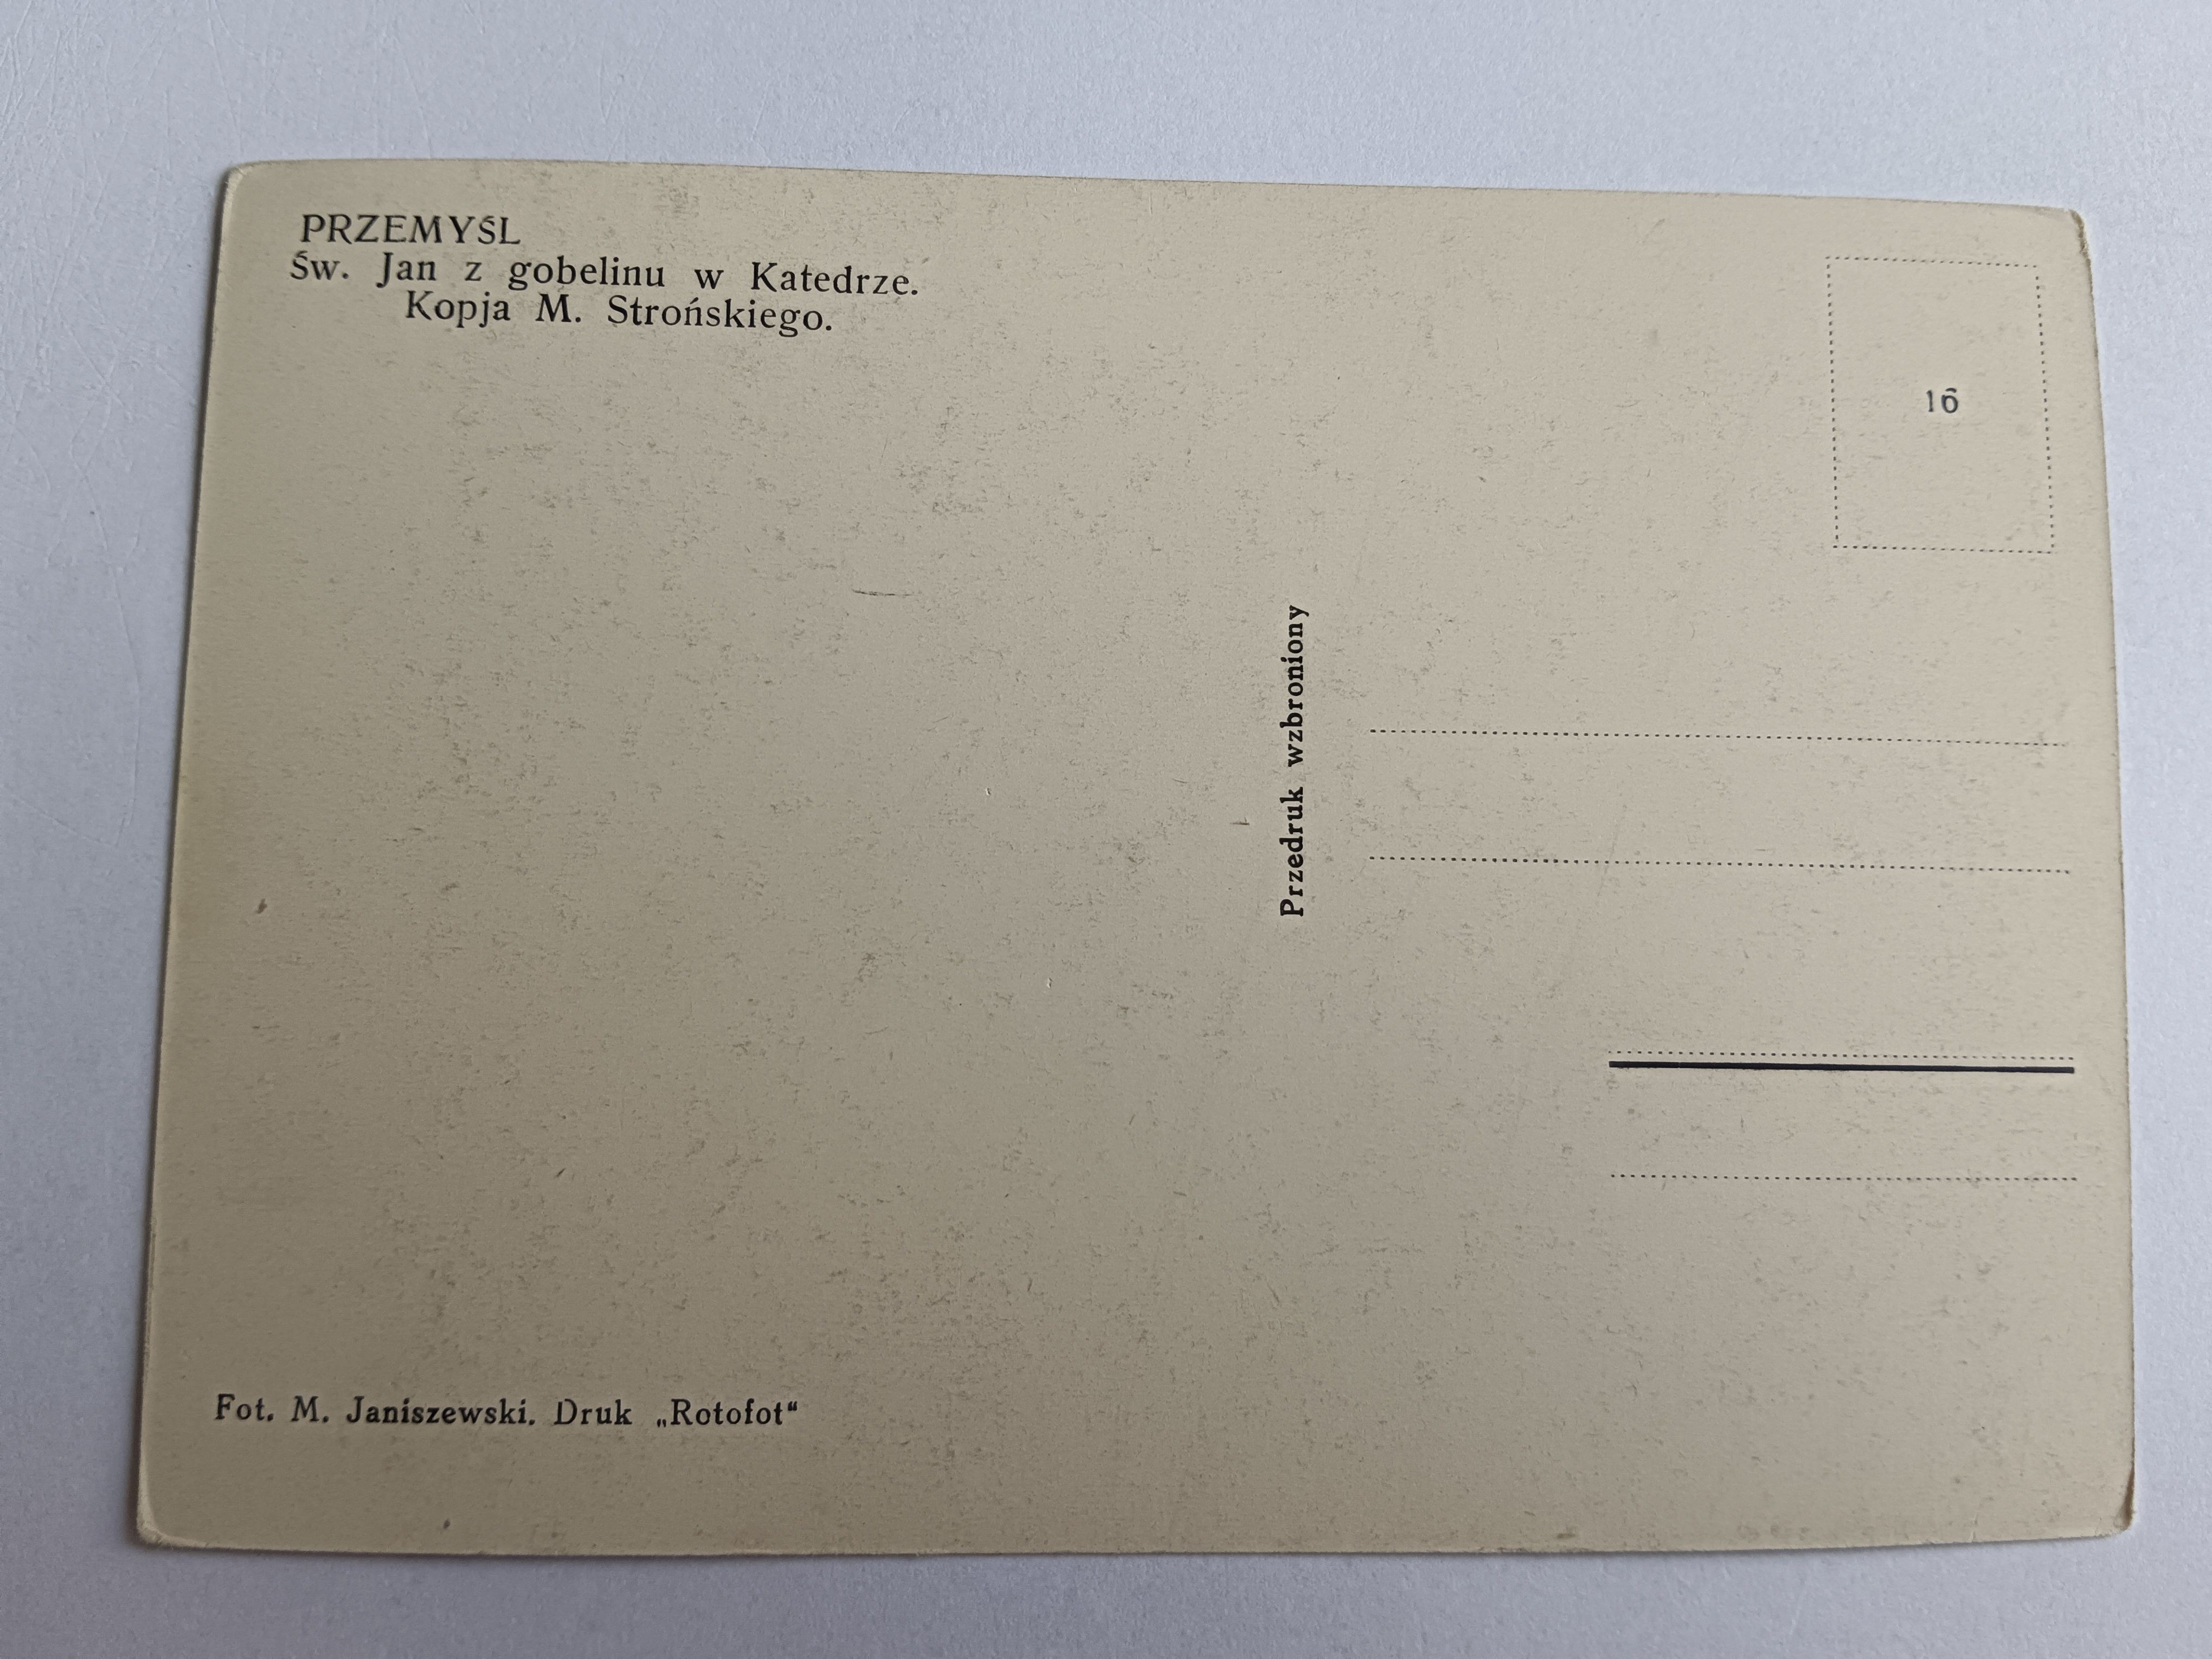 PRZEMYŚL
Św. Jan z gobelinu w Katedrze.
Kopja M. Strońskiego.
16
Przedruk wzbroniony
Fot. M. Janiszewski. Druk „Rotofot“